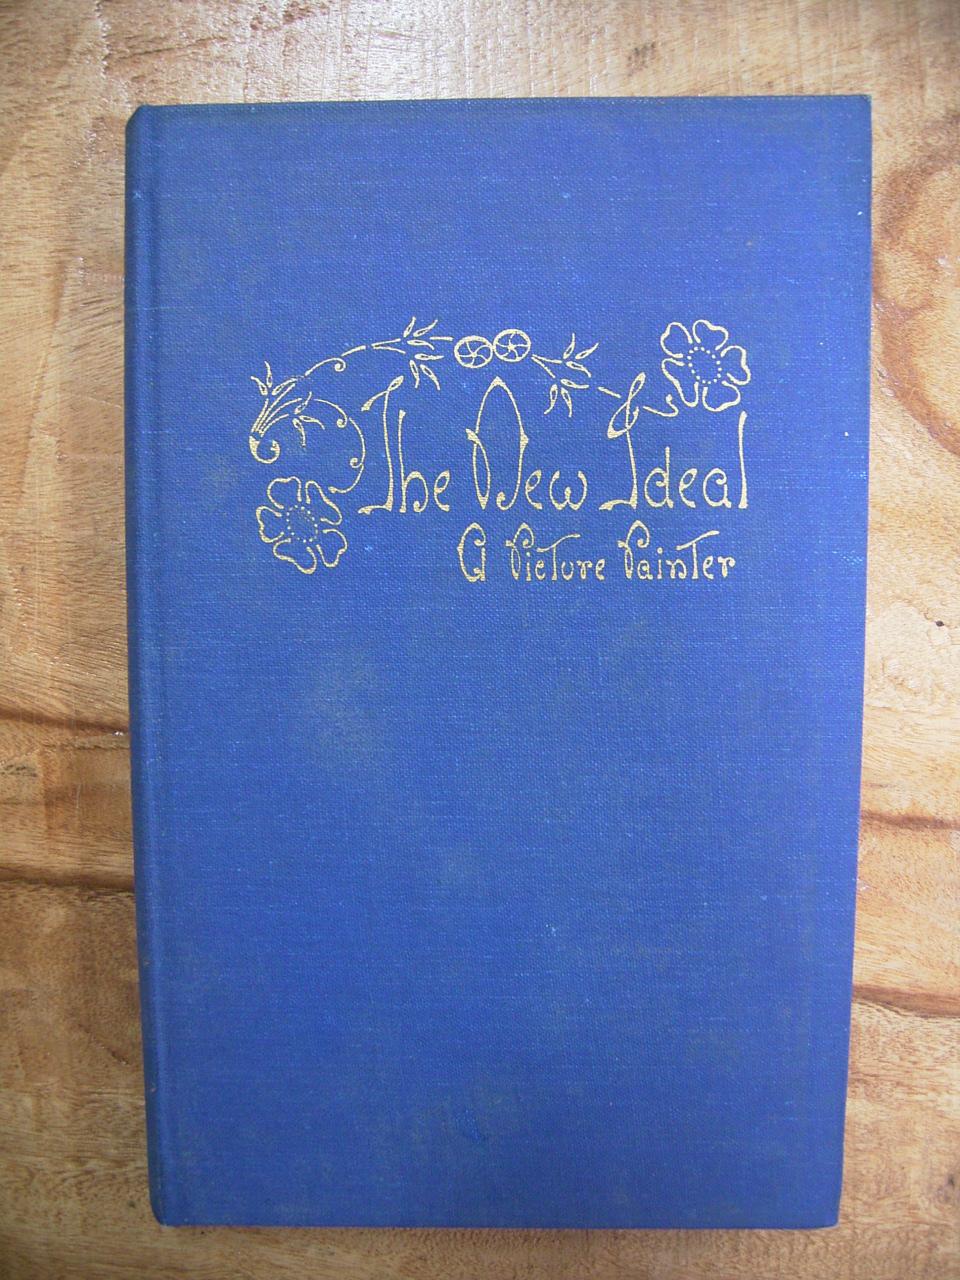 The New Ideal
A Picture Painter